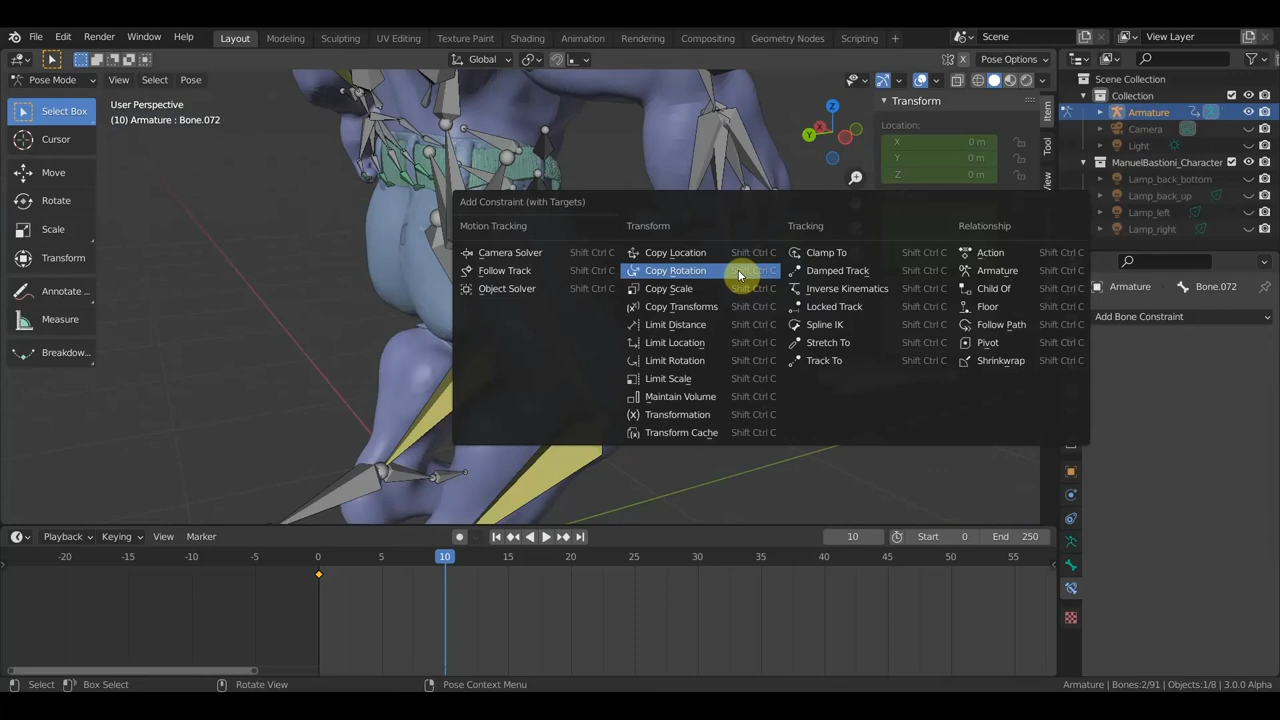 File Edit Render Window Help Layout Modeling Sculpting UV Editing Texture Paint Shading Animation Rendering Compositing Geometry Nodes Scripting + Scene View Layer
Global Pose Options
Pose Mode View Select Pose Scene Collection
User Perspective Transform Collection
(10) Armature : Bone.072
Select Box
Cursor
Move
Rotate
Scale
Transform
Annotate ...
Measure
Breakdow...
Location:
X 0 m
Y 0 m
Z 0 m
Item
Tool
View
Armature
Camera
Light
ManuelBastioni_Character
Lamp_back_bottom
Lamp_back_up
Lamp_left
Lamp_right
Armature Bone.072
Add Bone Constraint
Add Constraint (with Targets)
Motion Tracking
Camera Solver Shift Ctrl C
Follow Track Shift Ctrl C
Object Solver Shift Ctrl C
Transform
Copy Location Shift Ctrl C
Copy Rotation Shift Ctrl C
Copy Scale Shift Ctrl C
Copy Transforms Shift Ctrl C
Limit Distance Shift Ctrl C
Limit Location Shift Ctrl C
Limit Rotation Shift Ctrl C
Limit Scale Shift Ctrl C
Maintain Volume Shift Ctrl C
Transformation Shift Ctrl C
Transform Cache Shift Ctrl C
Tracking
Clamp To Shift Ctrl C
Damped Track Shift Ctrl C
Inverse Kinematics Shift Ctrl C
Locked Track Shift Ctrl C
Spline IK Shift Ctrl C
Stretch To Shift Ctrl C
Track To Shift Ctrl C
Relationship
Action Shift Ctrl C
Armature Shift Ctrl C
Child Of Shift Ctrl C
Floor Shift Ctrl C
Follow Path Shift Ctrl C
Pivot Shift Ctrl C
Shrinkwrap Shift Ctrl C
Z
Y
X
Playback Keying View Marker 10 Start 0 End 250
-20 -15 -10 -5 0 5 10 15 20 25 30 35 40 45 50 55
Select Box Select Rotate View Pose Context Menu Armature | Bones:2/91 | Objects:1/8 | 3.0.0 Alpha